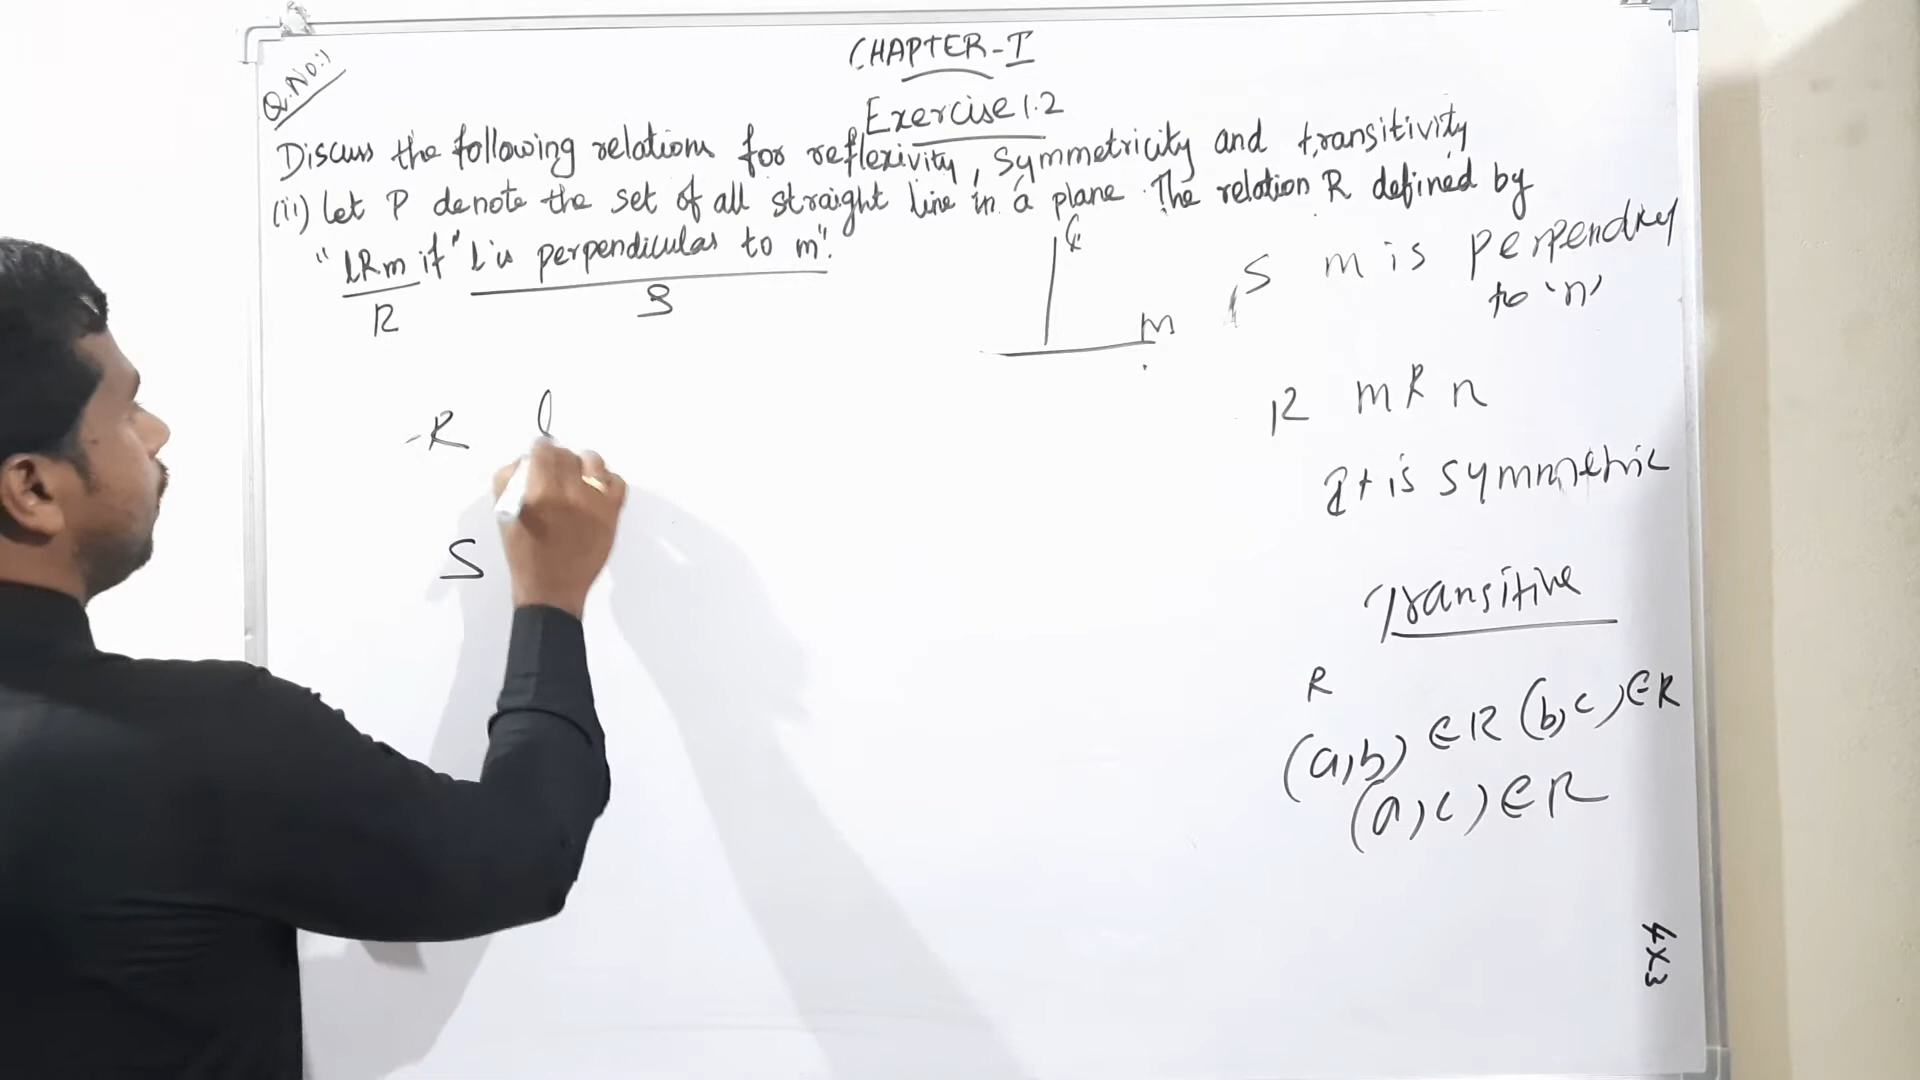 Q.No:1
CHAPTER-I
Exercise 1.2
Discuss the following relations for reflexivity, symmetricity and transitivity
(ii) let P denote the set of all straight line in a plane. The relation R defined by
"lRm if "l is perpendicular to m".
R S
m
S m is
to 'n'
R m R n
It is symmetric
R l
S
Transitive
R
(a,b) ∈ R (b,c) ∈ R
(a,c) ∈ R
4x3